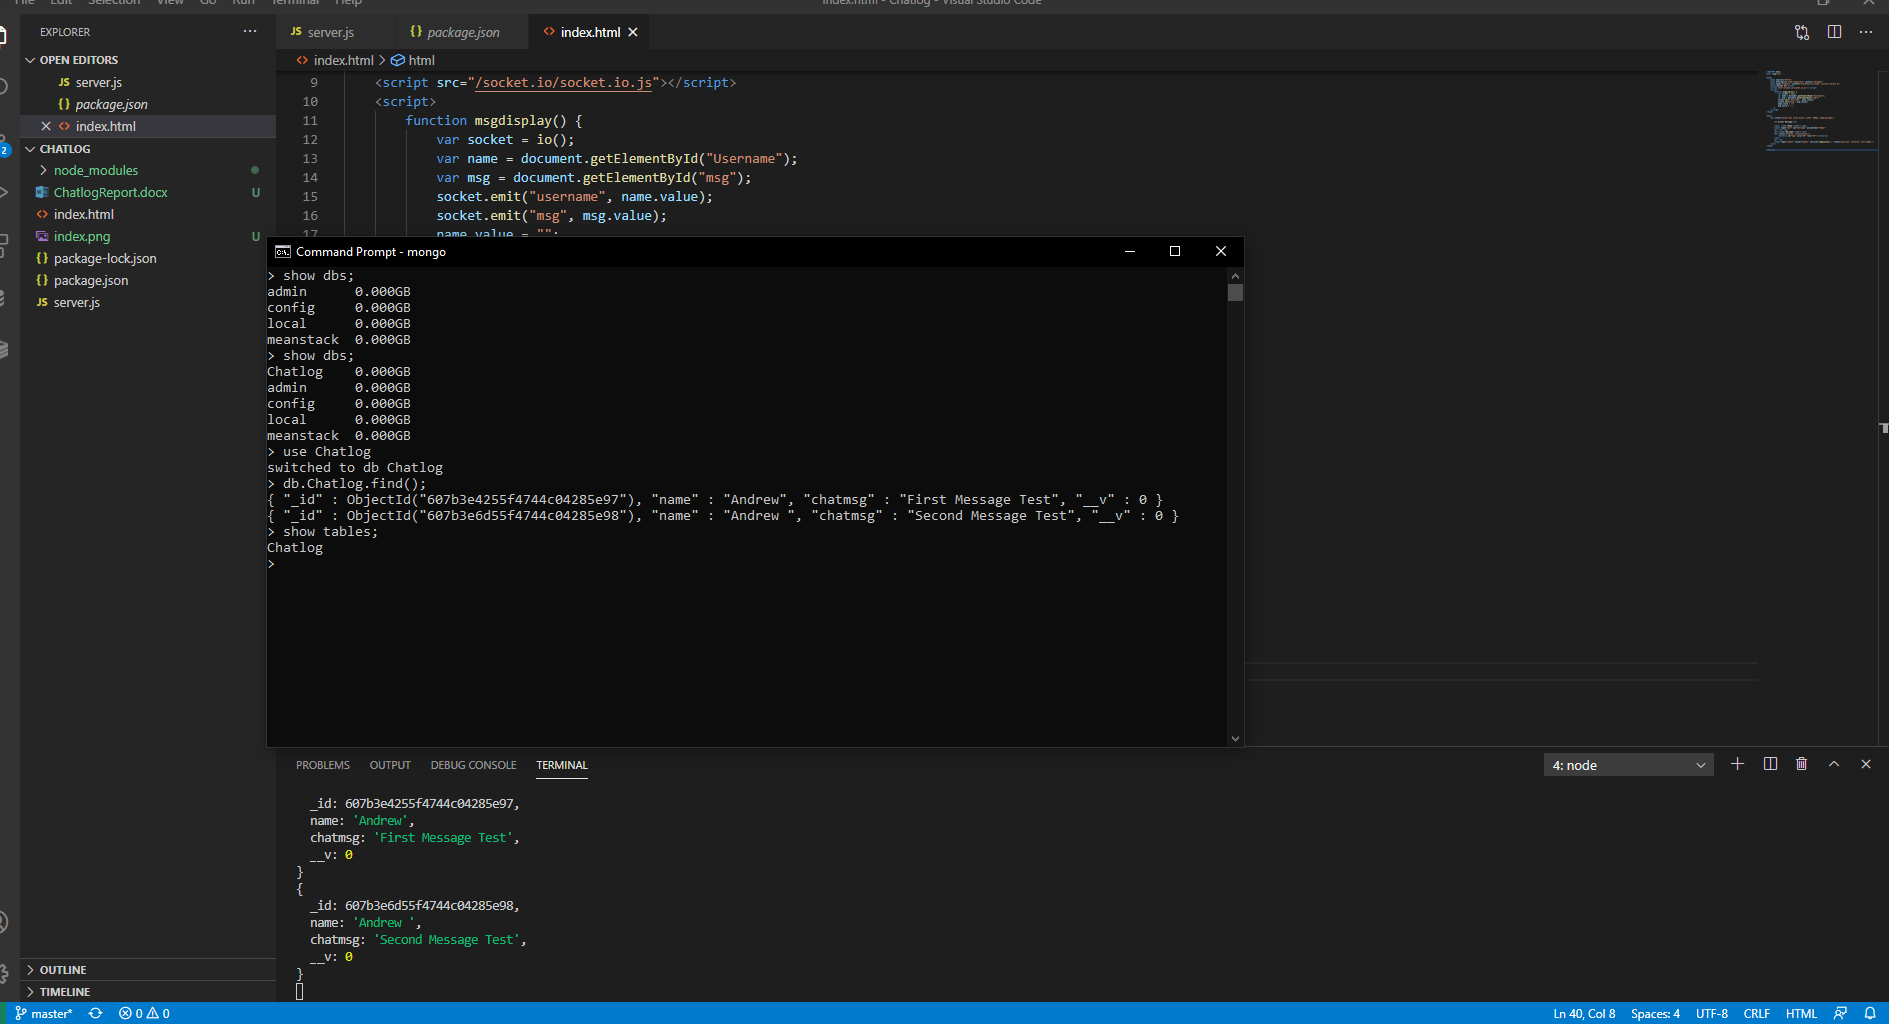 File Edit Selection View Go Run Terminal Help
index.html - Chatlog - Visual Studio Code
EXPLORER
OPEN EDITORS
JS server.js
{} package.json
<> index.html
CHATLOG
node_modules
ChatlogReport.docx U
<> index.html
index.png U
{} package-lock.json
{} package.json
JS server.js
OUTLINE
TIMELINE
2
JS server.js
{} package.json
<> index.html
<> index.html > html
9 <script src="/socket.io/socket.io.js"></script>
10 <script>
11 function msgdisplay() {
12 var socket = io();
13 var name = document.getElementById("Username");
14 var msg = document.getElementById("msg");
15 socket.emit("username", name.value);
16 socket.emit("msg", msg.value);
17 name.value = "";
Command Prompt - mongo
> show dbs;
admin 0.000GB
config 0.000GB
local 0.000GB
meanstack 0.000GB
> show dbs;
Chatlog 0.000GB
admin 0.000GB
config 0.000GB
local 0.000GB
meanstack 0.000GB
> use Chatlog
switched to db Chatlog
> db.Chatlog.find();
{ "_id" : ObjectId("607b3e4255f4744c04285e97"), "name" : "Andrew", "chatmsg" : "First Message Test", "__v" : 0 }
{ "_id" : ObjectId("607b3e6d55f4744c04285e98"), "name" : "Andrew ", "chatmsg" : "Second Message Test", "__v" : 0 }
> show tables;
Chatlog
>
PROBLEMS OUTPUT DEBUG CONSOLE TERMINAL
4: node
_id: 607b3e4255f4744c04285e97,
name: 'Andrew',
chatmsg: 'First Message Test',
__v: 0
}
{
_id: 607b3e6d55f4744c04285e98,
name: 'Andrew ',
chatmsg: 'Second Message Test',
__v: 0
}
master* 0 0
Ln 40, Col 8 Spaces: 4 UTF-8 CRLF HTML